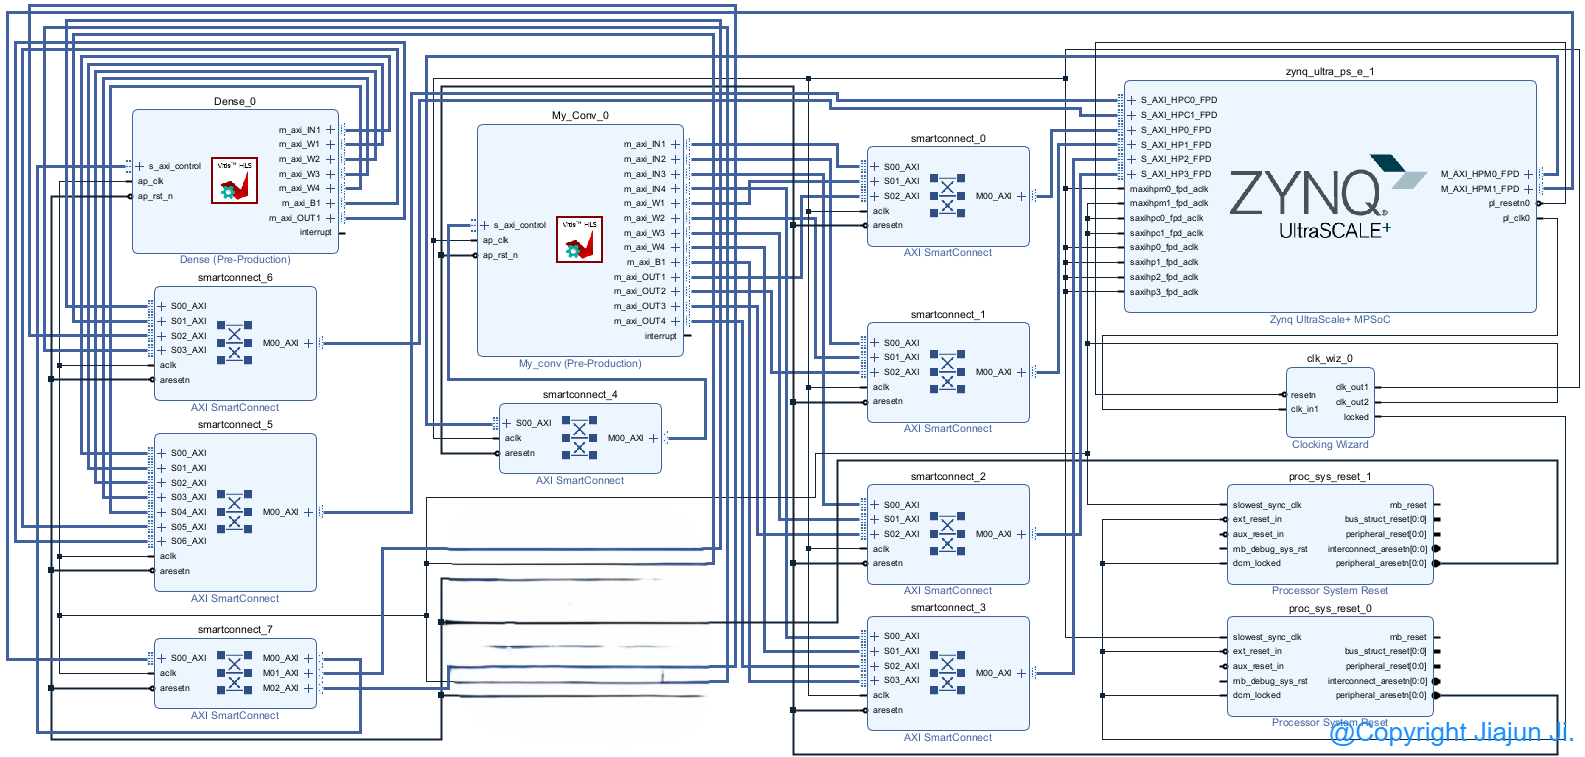 Dense_0
m_axi_IN1
m_axi_W1
m_axi_W2
m_axi_W3
m_axi_W4
m_axi_B1
m_axi_OUT1
interrupt
s_axi_control
ap_clk
ap_rst_n
Vitis™ HLS
Dense (Pre-Production)
smartconnect_6
S00_AXI
S01_AXI
S02_AXI
S03_AXI
aclk
aresetn
M00_AXI
AXI SmartConnect
smartconnect_5
S00_AXI
S01_AXI
S02_AXI
S03_AXI
S04_AXI
S05_AXI
S06_AXI
aclk
aresetn
M00_AXI
AXI SmartConnect
smartconnect_7
S00_AXI
aclk
aresetn
M00_AXI
M01_AXI
M02_AXI
AXI SmartConnect
My_Conv_0
m_axi_IN1
m_axi_IN2
m_axi_IN3
m_axi_IN4
m_axi_W1
m_axi_W2
m_axi_W3
m_axi_W4
m_axi_B1
m_axi_OUT1
m_axi_OUT2
m_axi_OUT3
m_axi_OUT4
interrupt
s_axi_control
ap_clk
ap_rst_n
Vitis™ HLS
My_conv (Pre-Production)
smartconnect_4
S00_AXI
aclk
aresetn
M00_AXI
AXI SmartConnect
smartconnect_0
S00_AXI
S01_AXI
S02_AXI
aclk
aresetn
M00_AXI
AXI SmartConnect
smartconnect_1
S00_AXI
S01_AXI
S02_AXI
aclk
aresetn
M00_AXI
AXI SmartConnect
smartconnect_2
S00_AXI
S01_AXI
S02_AXI
aclk
aresetn
M00_AXI
AXI SmartConnect
smartconnect_3
S00_AXI
S01_AXI
S02_AXI
S03_AXI
aclk
aresetn
M00_AXI
AXI SmartConnect
zynq_ultra_ps_e_1
S_AXI_HPC0_FPD
S_AXI_HPC1_FPD
S_AXI_HP0_FPD
S_AXI_HP1_FPD
S_AXI_HP2_FPD
S_AXI_HP3_FPD
maxihpm0_fpd_aclk
maxihpm1_fpd_aclk
saxihpc0_fpd_aclk
saxihpc1_fpd_aclk
saxihp0_fpd_aclk
saxihp1_fpd_aclk
saxihp2_fpd_aclk
saxihp3_fpd_aclk
ZYNQ®
UltraSCALE+
M_AXI_HPM0_FPD
M_AXI_HPM1_FPD
pl_resetn0
pl_clk0
Zynq UltraScale+ MPSoC
clk_wiz_0
resetn
clk_in1
clk_out1
clk_out2
locked
Clocking Wizard
proc_sys_reset_1
slowest_sync_clk
ext_reset_in
aux_reset_in
mb_debug_sys_rst
dcm_locked
mb_reset
bus_struct_reset[0:0]
peripheral_reset[0:0]
interconnect_aresetn[0:0]
peripheral_aresetn[0:0]
Processor System Reset
proc_sys_reset_0
slowest_sync_clk
ext_reset_in
aux_reset_in
mb_debug_sys_rst
dcm_locked
mb_reset
bus_struct_reset[0:0]
peripheral_reset[0:0]
interconnect_aresetn[0:0]
peripheral_aresetn[0:0]
Processor System Reset
@Copyright Jiajun Ji.